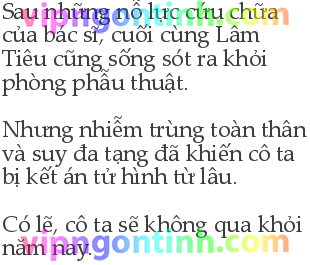 Sau những nỗ lực cứu chữa
của bác sĩ, cuối cùng Lâm
Tiêu cũng sống sót ra khỏi
phòng phẫu thuật.
Nhưng nhiễm trùng toàn thân
và suy đa tạng đã khiến cô ta
bị kết án tử hình từ lâu.
Có lẽ, cô ta sẽ không qua khỏi
năm nay.
vipngontinh.com
vipngontinh.com